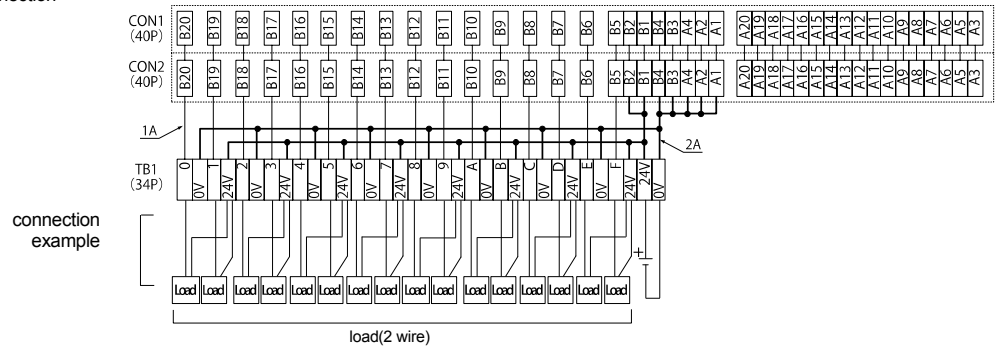 nection
CON1 (40P) B20 B19 B18 B17 B16 B15 B14 B13 B12 B11 B10 B9 B8 B7 B6 B5 B2 B1 B4 B3 A4 A2 A1 A20 A19 A18 A17 A16 A15 A14 A13 A12 A11 A10 A9 A8 A7 A6 A5 A3
CON2 (40P) B20 B19 B18 B17 B16 B15 B14 B13 B12 B11 B10 B9 B8 B7 B6 B5 B2 B1 B4 B3 A4 A2 A1 A20 A19 A18 A17 A16 A15 A14 A13 A12 A11 A10 A9 A8 A7 A6 A5 A3
1A 2A
TB1 (34P) 0 0V 1 24V 2 0V 3 24V 4 0V 5 24V 6 0V 7 24V 8 0V 9 24V A 0V B 24V C 0V D 24V E 0V F 24V 24V 0V
connection
example
+
Load Load Load Load Load Load Load Load Load Load Load Load Load Load Load Load
load(2 wire)